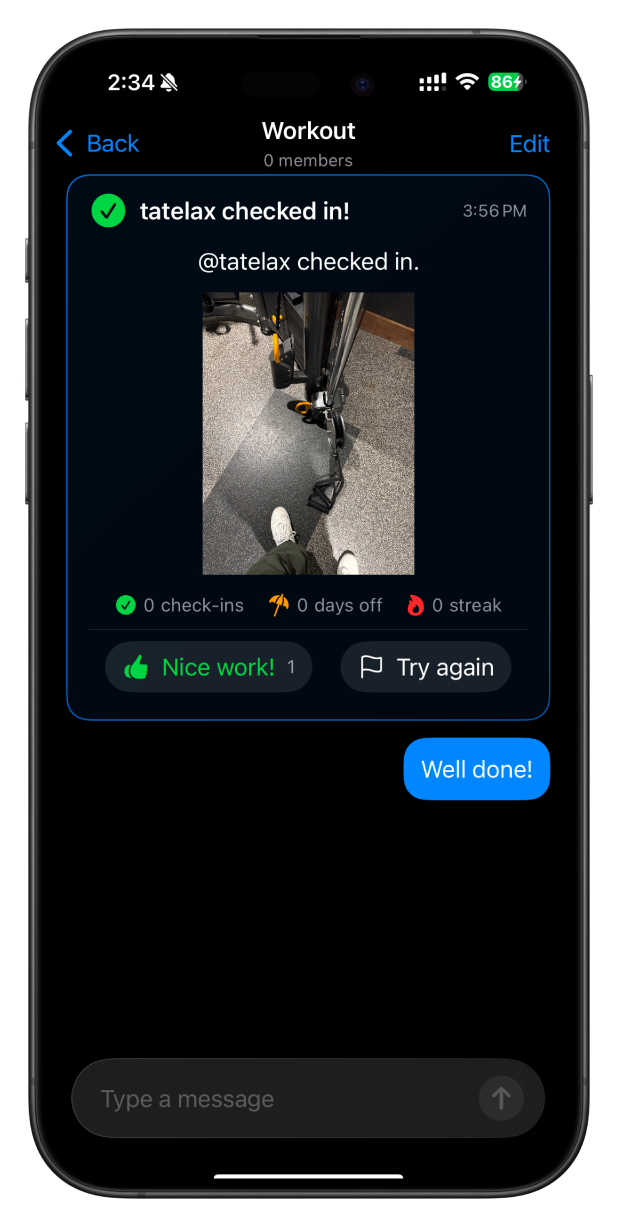 2:34
86
Back
Workout
Edit
0 members
tatelax checked in!
3:56 PM
@tatelax checked in.
0 check-ins
0 days off
0 streak
Nice work! 1
Try again
Well done!
Type a message